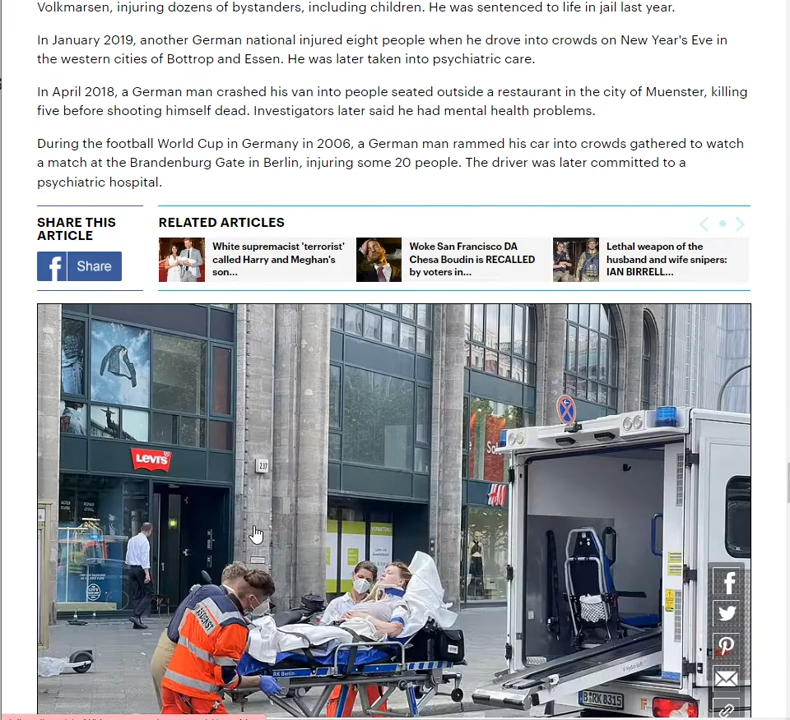 Volkmarsen, injuring dozens of bystanders, including children. He was sentenced to life in jail last year.
In January 2019, another German national injured eight people when he drove into crowds on New Year's Eve in
the western cities of Bottrop and Essen. He was later taken into psychiatric care.
In April 2018, a German man crashed his van into people seated outside a restaurant in the city of Muenster, killing
five before shooting himself dead. Investigators later said he had mental health problems.
During the football World Cup in Germany in 2006, a German man rammed his car into crowds gathered to watch
a match at the Brandenburg Gate in Berlin, injuring some 20 people. The driver was later committed to a
psychiatric hospital.
SHARE THIS
ARTICLE
f Share
RELATED ARTICLES
White supremacist 'terrorist'
called Harry and Meghan's
son...
Woke San Francisco DA
Chesa Boudin is RECALLED
by voters in...
Lethal weapon of the
husband and wife snipers:
IAN BIRRELL...
LEVI'S
237
RK Berlin
B RK 8315